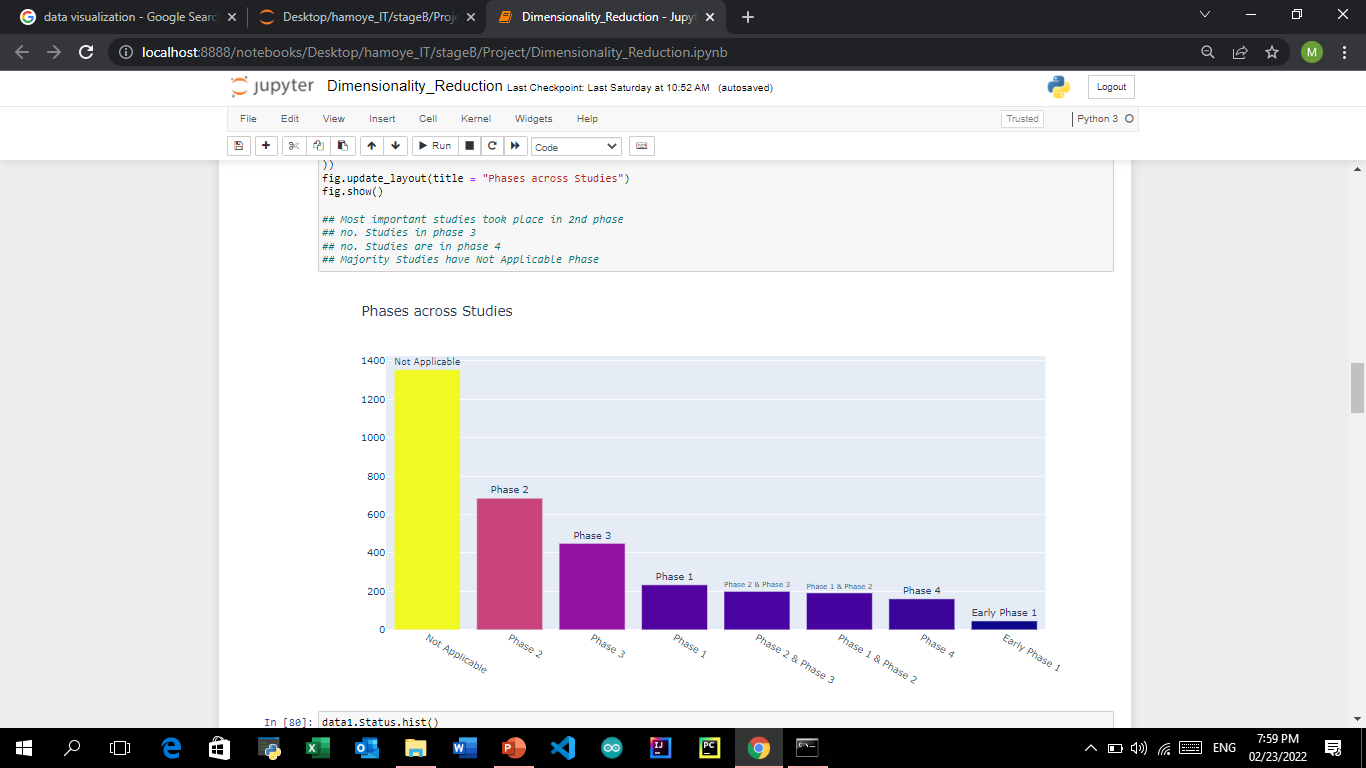 data visualization - Google Searc
Desktop/hamoye_IT/stageB/Proje
Dimensionality_Reduction - Jupyt
localhost:8888/notebooks/Desktop/hamoye_IT/stageB/Project/Dimensionality_Reduction.ipynb
M
jupyter Dimensionality_Reduction Last Checkpoint: Last Saturday at 10:52 AM (autosaved)
Logout
File Edit View Insert Cell Kernel Widgets Help
Trusted
Python 3
Run
Code
))
fig.update_layout(title = "Phases across Studies")
fig.show()
## Most important studies took place in 2nd phase
## no. Studies in phase 3
## no. Studies are in phase 4
## Majority Studies have Not Applicable Phase
Phases across Studies
1400
1200
1000
800
600
400
200
0
Not Applicable
Phase 2
Phase 3
Phase 1
Phase 2 & Phase 3
Phase 1 & Phase 2
Phase 4
Early Phase 1
Not Applicable
Phase 2
Phase 3
Phase 1
Phase 2 & Phase 3
Phase 1 & Phase 2
Phase 4
Early Phase 1
In [80]: data1.Status.hist()
ENG
7:59 PM
02/23/2022